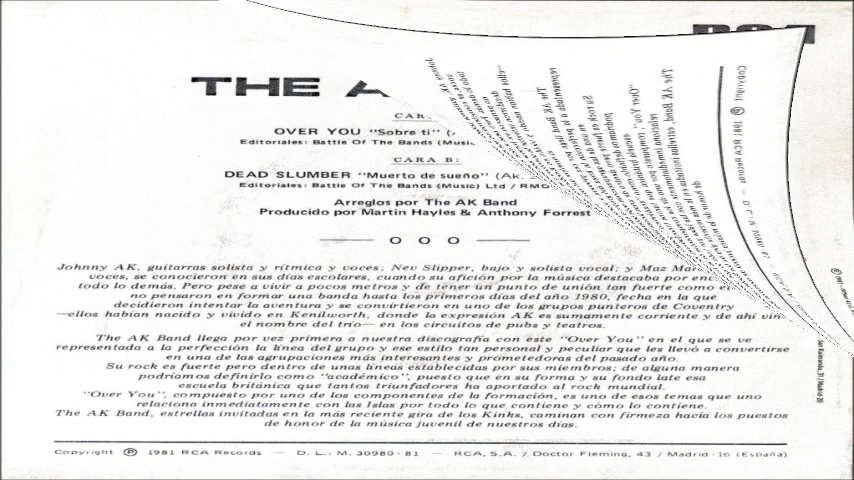 RCA
THE A
CAR
OVER YOU "Sobre ti" (
Editoriales: Battle Of The Bands (Music
CARA B:
DEAD SLUMBER "Muerto de sueño" (Ak.
Editoriales: Battle Of The Bands (Music) Ltd / RMO
Arreglos por The AK Band
Producido por Martin Hayles & Anthony Forrest
Johnny AK, guitarras solista y rítmica y voces; Nev Slipper, bajo y solista vocal; y Maz Mar
voces, se conocieron en sus días escolares, cuando su afición por la música destacaba por enc
todo lo demás. Pero pese a vivir a pocos metros y de tener un punto de unión tan fuerte como e
no pensaron en formar una banda hasta los primeros días del año 1980, fecha en la que
decidieron intentar la aventura y se convirtieron en uno de los grupos punteros de Coventry
—ellos habían nacido y vivido en Kenilworth, donde la expresión AK es sumamente corriente y de ahí vin
el nombre del trío— en los circuitos de pubs y teatros.
The AK Band llega por vez primera a nuestra discografía con este "Over You" en el que se ve
representada a la perfección la línea del grupo y ese estilo tan personal y peculiar que les llevó a convertirse
en una de las agrupaciones más interesantes y prometedoras del pasado año.
Su rock es fuerte pero dentro de unas líneas establecidas por sus miembros; de alguna manera
podríamos definirlo como "académico", puesto que en su forma y su fondo late esa
escuela británica que tantos triunfadores ha aportado al rock mundial.
"Over You", compuesto por uno de los componentes de la formación, es uno de esos temas que uno
relaciona inmediatamente con las Islas por todo lo que contiene y cómo lo contiene.
The AK Band, estrellas invitadas en la más reciente gira de los Kinks, caminan con firmeza hacia los puestos
de honor de la música juvenil de nuestros días.
Copyright Ⓟ 1981 RCA Records — D. L.: M. 30980-81 — RCA, S.A. / Doctor Fleming, 43 / Madrid-16 (España)